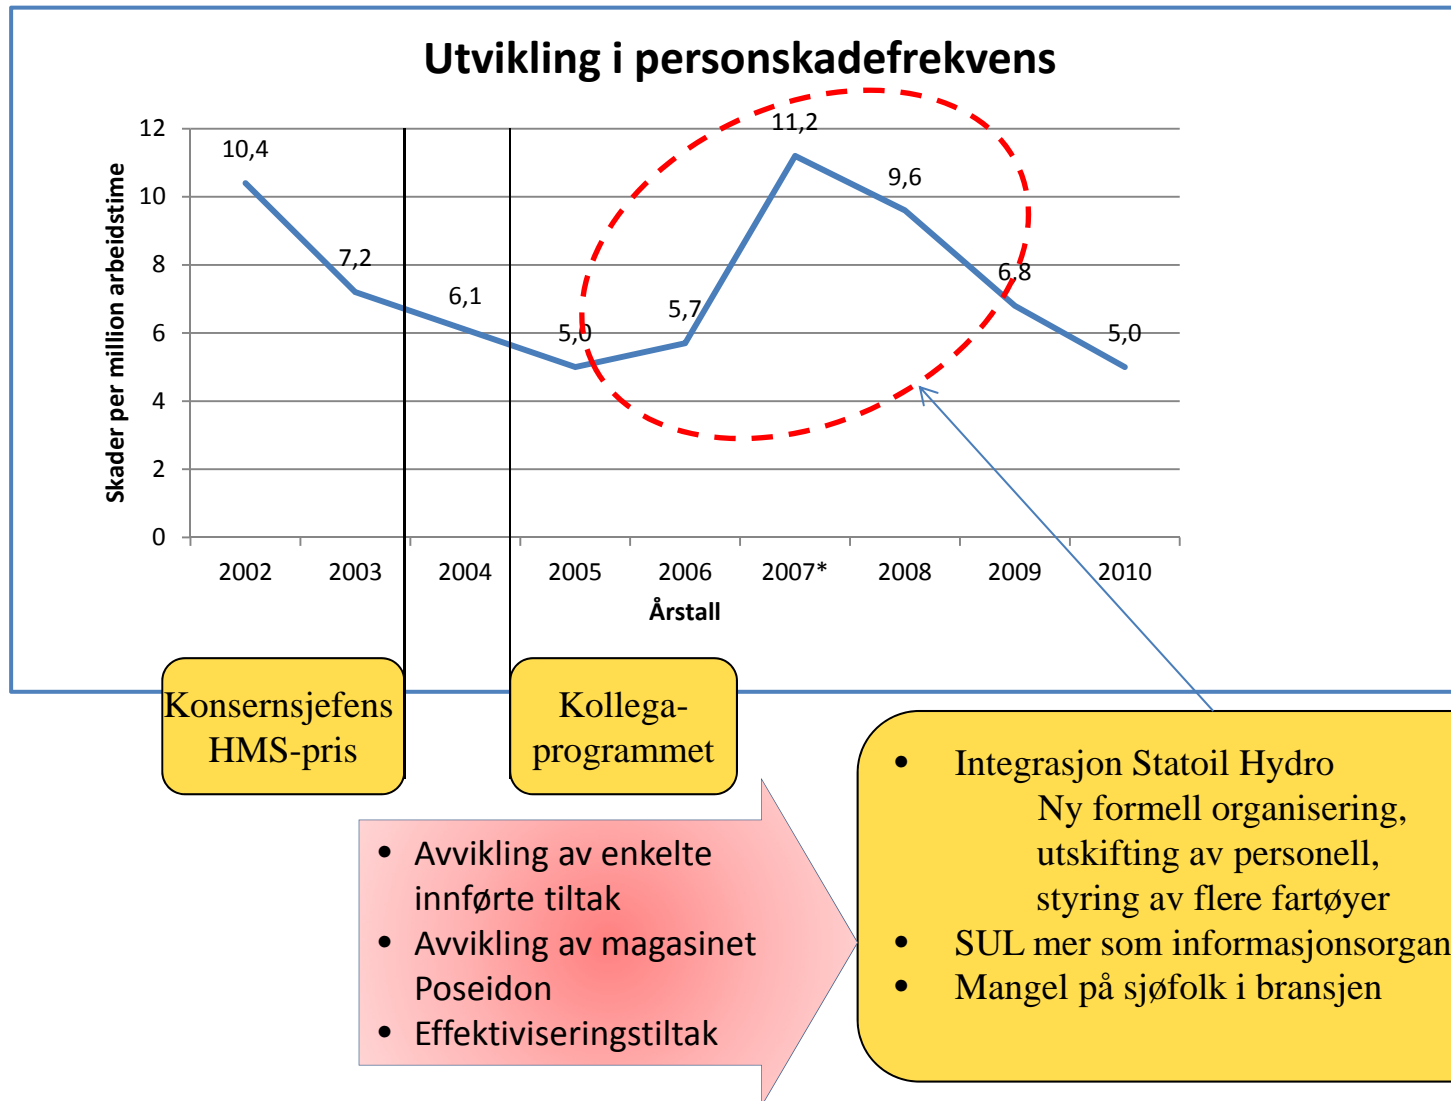 Utvikling i personskadefrekvens
Skader per million arbeidstime
12
10
8
6
4
2
0
10,4
7,2
6,1
5,0
5,7
11,2
9,6
6,8
5,0
2002
2003
2004
2005
2006
2007*
2008
2009
2010
Årstall
Konsernsjefens
HMS-pris
Kollega-
programmet
• Avvikling av enkelte
innførte tiltak
• Avvikling av magasinet
Poseidon
• Effektiviseringstiltak
• Integrasjon Statoil Hydro
Ny formell organisering,
utskifting av personell,
styring av flere fartøyer
• SUL mer som informasjonsorgan
• Mangel på sjøfolk i bransjen